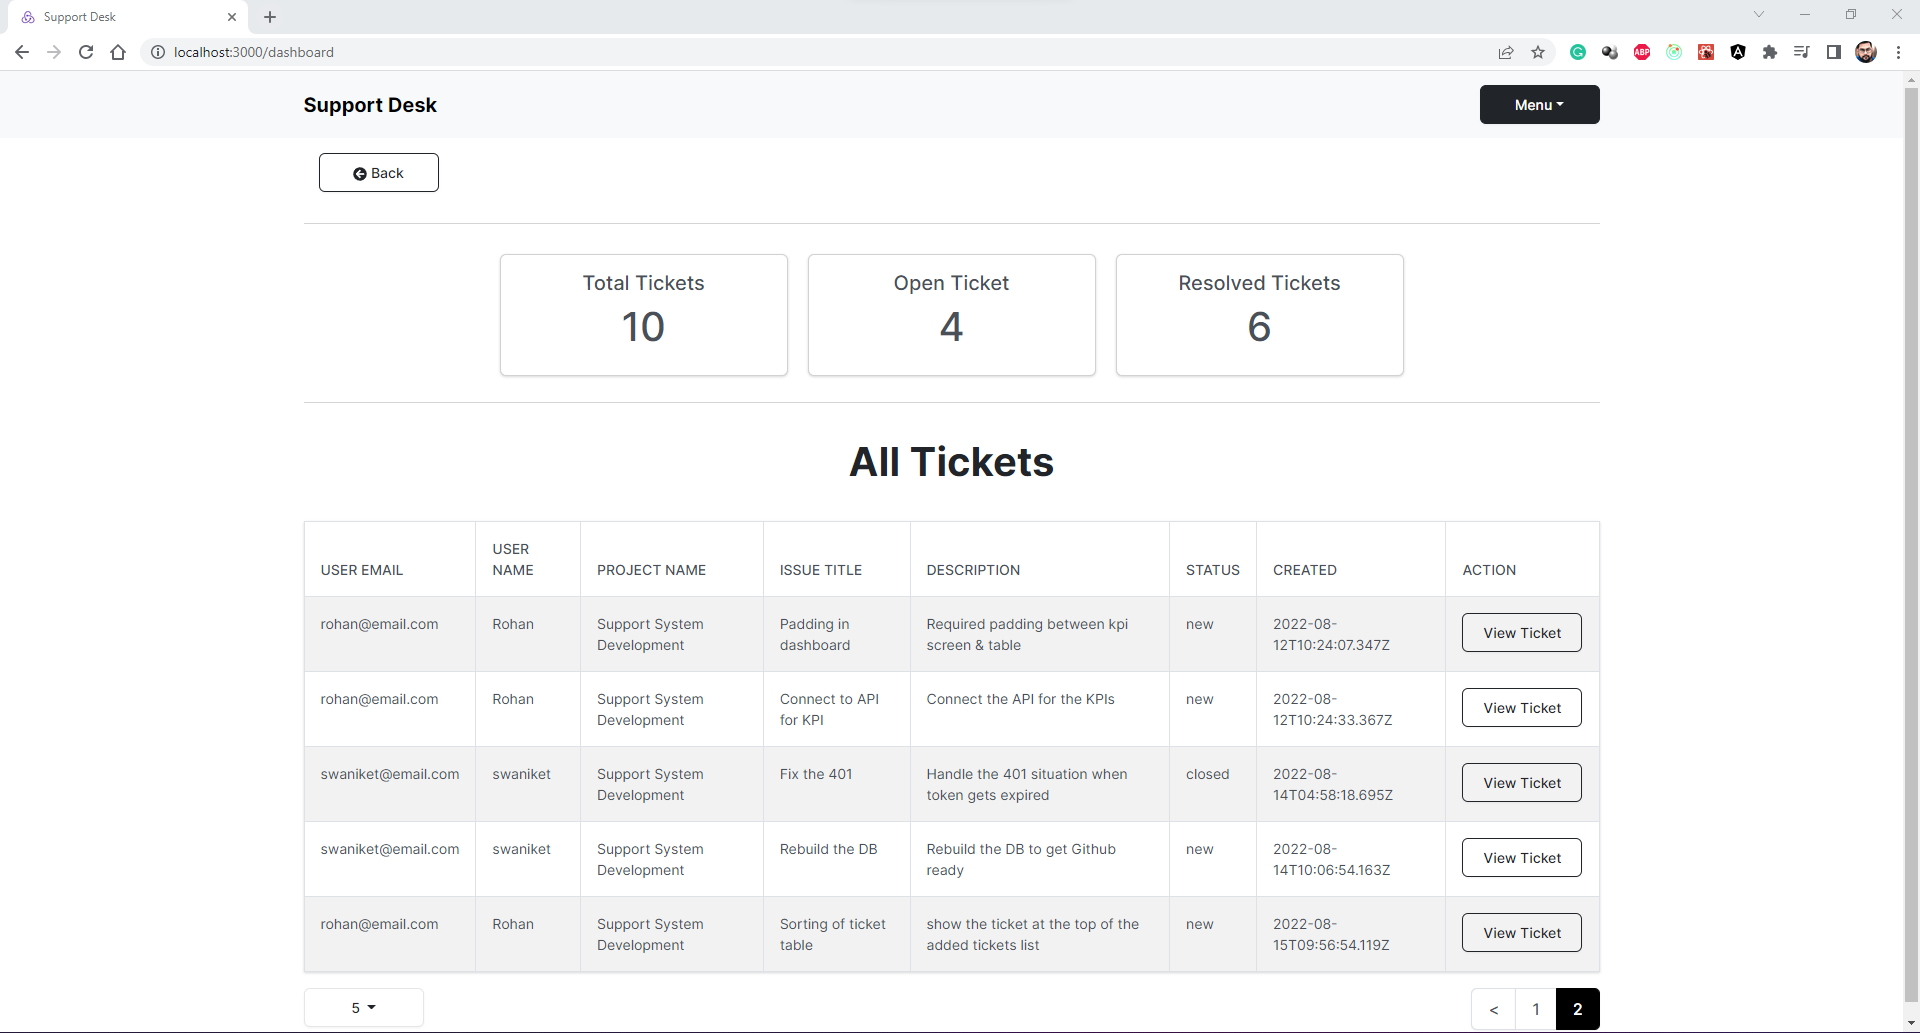 Support Desk
localhost:3000/dashboard
ABP
Support Desk
Menu
Back
Total Tickets
10
Open Ticket
4
Resolved Tickets
6
All Tickets
USER EMAIL
USER
NAME
PROJECT NAME
ISSUE TITLE
DESCRIPTION
STATUS
CREATED
ACTION
rohan@email.com
Rohan
Support System
Development
Padding in
dashboard
Required padding between kpi
screen & table
new
2022-08-
12T10:24:07.347Z
View Ticket
rohan@email.com
Rohan
Support System
Development
Connect to API
for KPI
Connect the API for the KPIs
new
2022-08-
12T10:24:33.367Z
View Ticket
swaniket@email.com
swaniket
Support System
Development
Fix the 401
Handle the 401 situation when
token gets expired
closed
2022-08-
14T04:58:18.695Z
View Ticket
swaniket@email.com
swaniket
Support System
Development
Rebuild the DB
Rebuild the DB to get Github
ready
new
2022-08-
14T10:06:54.163Z
View Ticket
rohan@email.com
Rohan
Support System
Development
Sorting of ticket
table
show the ticket at the top of the
added tickets list
new
2022-08-
15T09:56:54.119Z
View Ticket
5
<
1
2